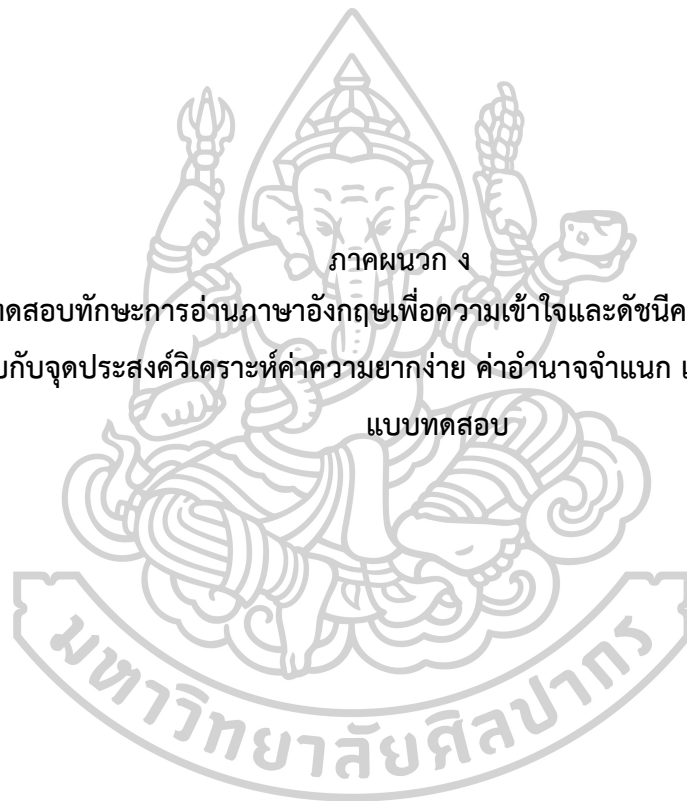 ภาคผนวก ง
ทดสอบทักษะการอ่านภาษาอังกฤษเพื่อความเข้าใจและดัชนี
กับจุดประสงค์วิเคราะห์ค่าความยากง่าย ค่าอำนาจจำแนก
แบบทดสอบ
มหาวิทยาลัยศิลปากร